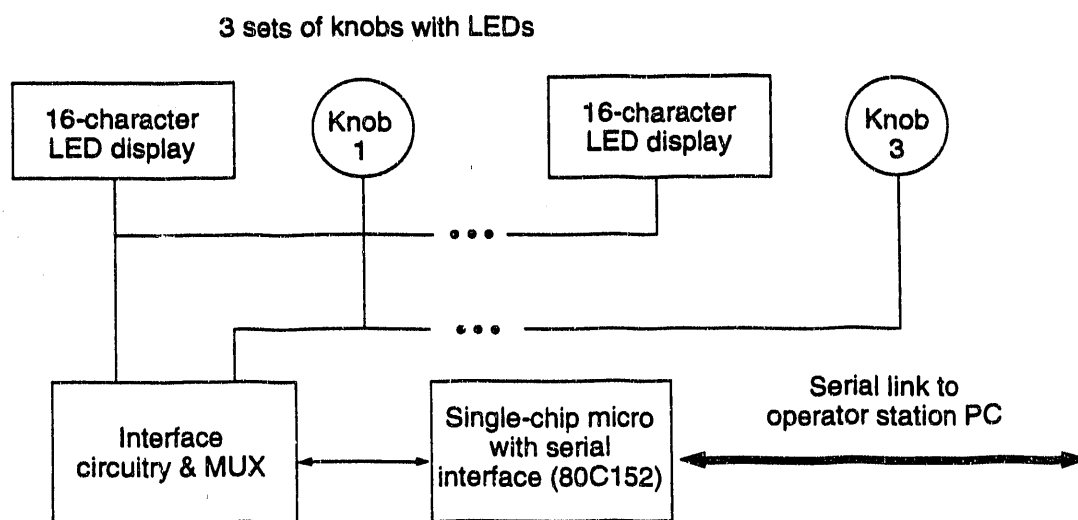 3 sets of knobs with LEDs
16-character
LED display
Knob
1
16-character
LED display
Knob
3
Interface
circuitry & MUX
Single-chip micro
with serial
interface (80C152)
Serial link to
operator station PC